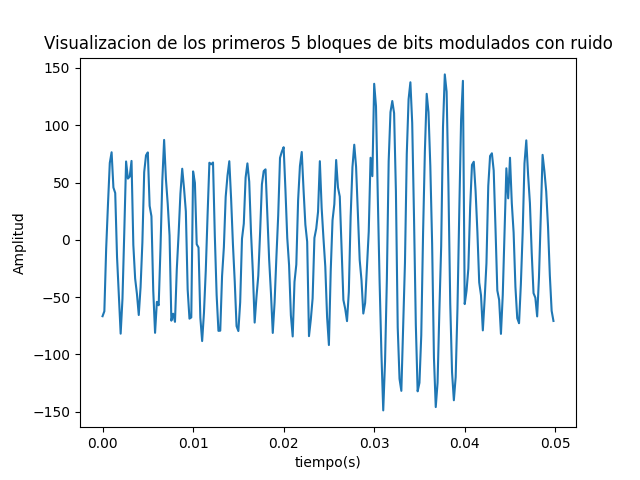 Visualizacion de los primeros 5 bloques de bits modulados con ruido
150
100
50
0
−50
−100
−150
Amplitud
0.00 0.01 0.02 0.03 0.04 0.05
tiempo(s)